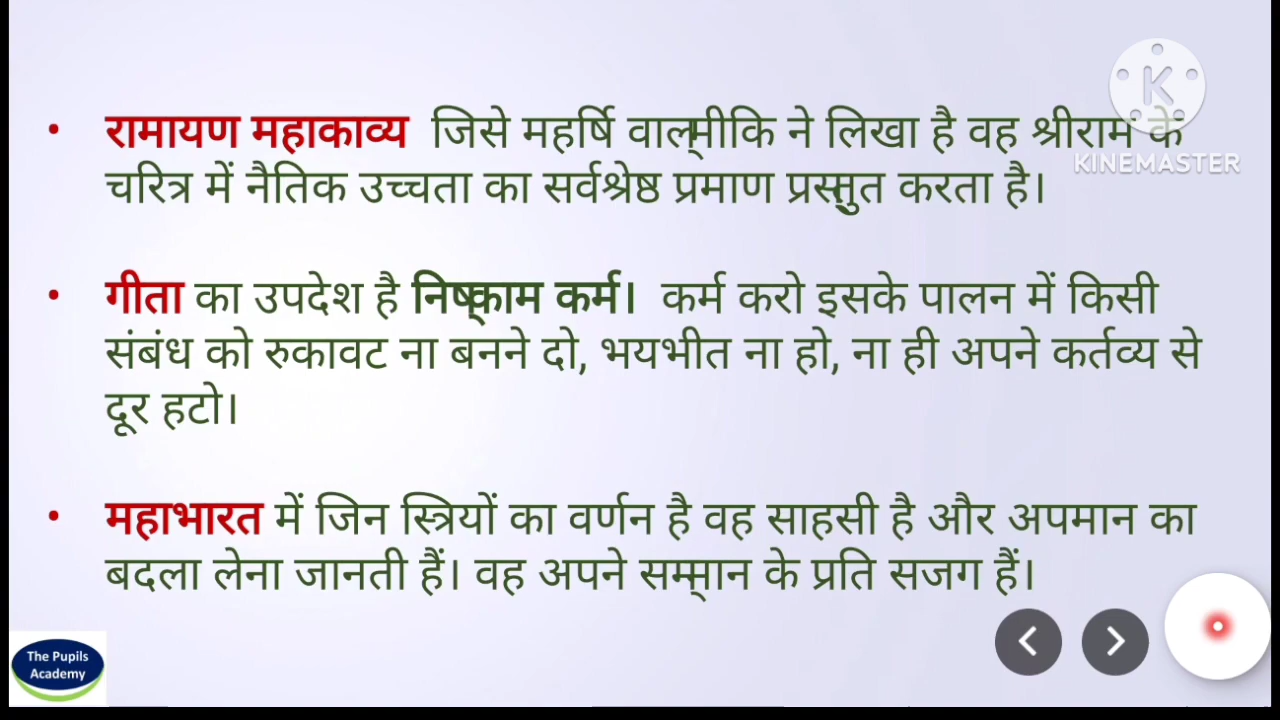 KINEMASTER
• रामायण महाकाव्य जिसे महर्षि वाल्मीकि ने लिखा है वह श्रीराम के
चरित्र में नैतिक उच्चता का सर्वश्रेष्ठ प्रमाण प्रस्तुत करता है।
• गीता का उपदेश है निष्काम कर्म। कर्म करो इसके पालन में किसी
संबंध को रुकावट ना बनने दो, भयभीत ना हो, ना ही अपने कर्तव्य से
दूर हटो।
• महाभारत में जिन स्त्रियों का वर्णन है वह साहसी है और अपमान का
बदला लेना जानती हैं। वह अपने सम्मान के प्रति सजग हैं।
The Pupils
Academy